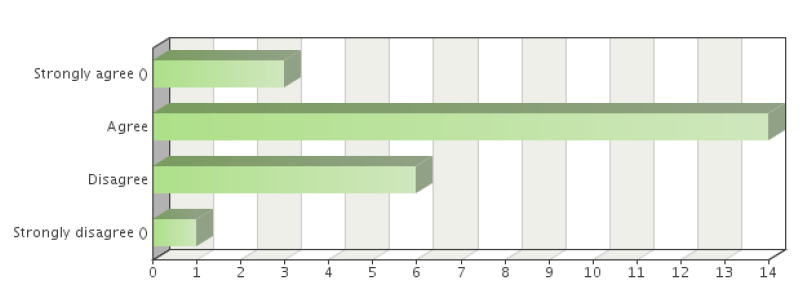 Strongly agree ()
Agree
Disagree
Strongly disagree ()
0 1 2 3 4 5 6 7 8 9 10 11 12 13 14